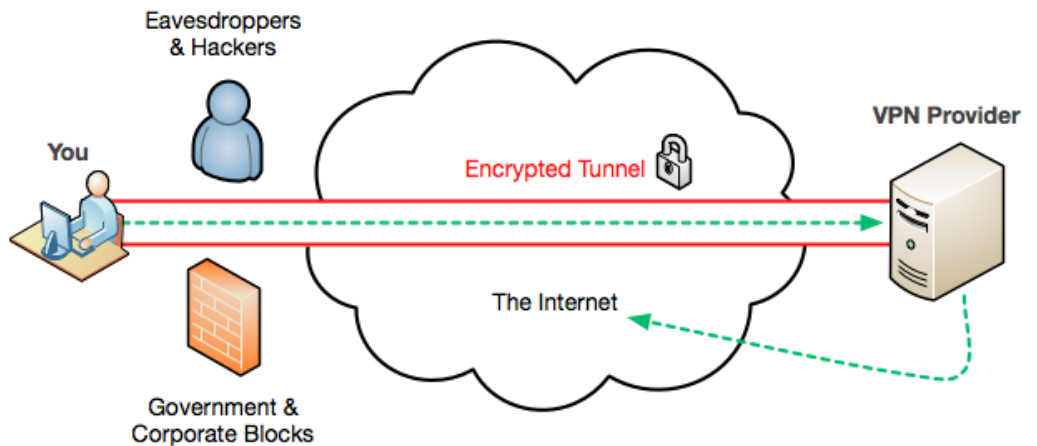 Eavesdroppers
& Hackers
VPN Provider
You
Encrypted Tunnel
The Internet
Government &
Corporate Blocks